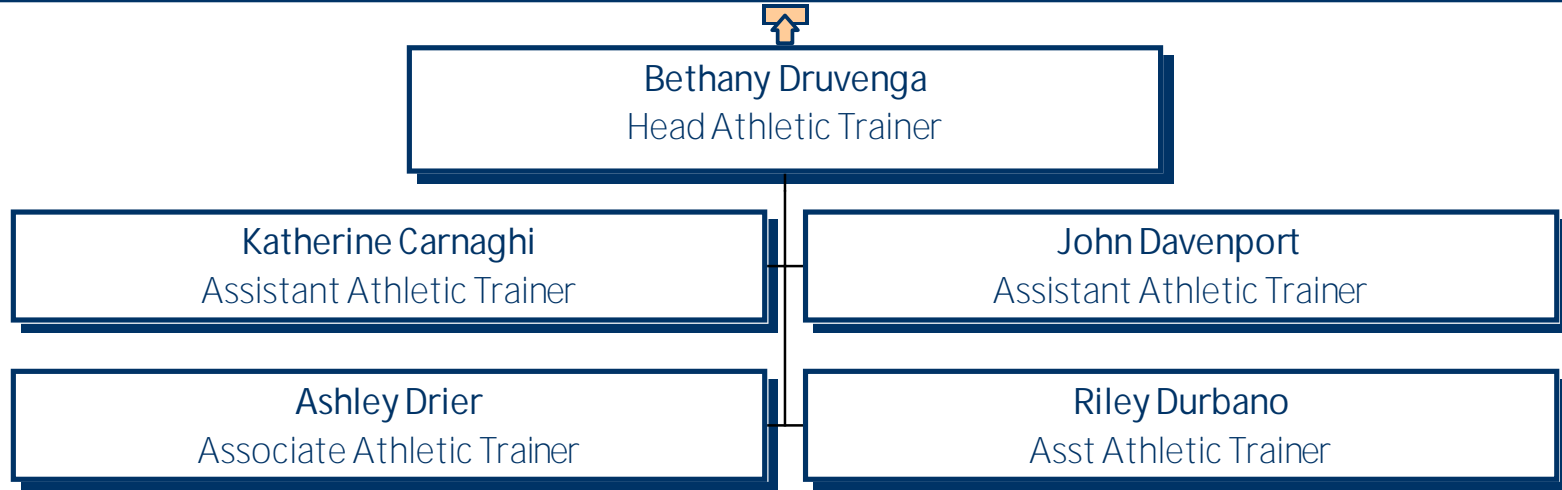 Bethany Druvenga
Head Athletic Trainer
Katherine Carnaghi
Assistant Athletic Trainer
John Davenport
Assistant Athletic Trainer
Ashley Drier
Associate Athletic Trainer
Riley Durbano
Asst Athletic Trainer